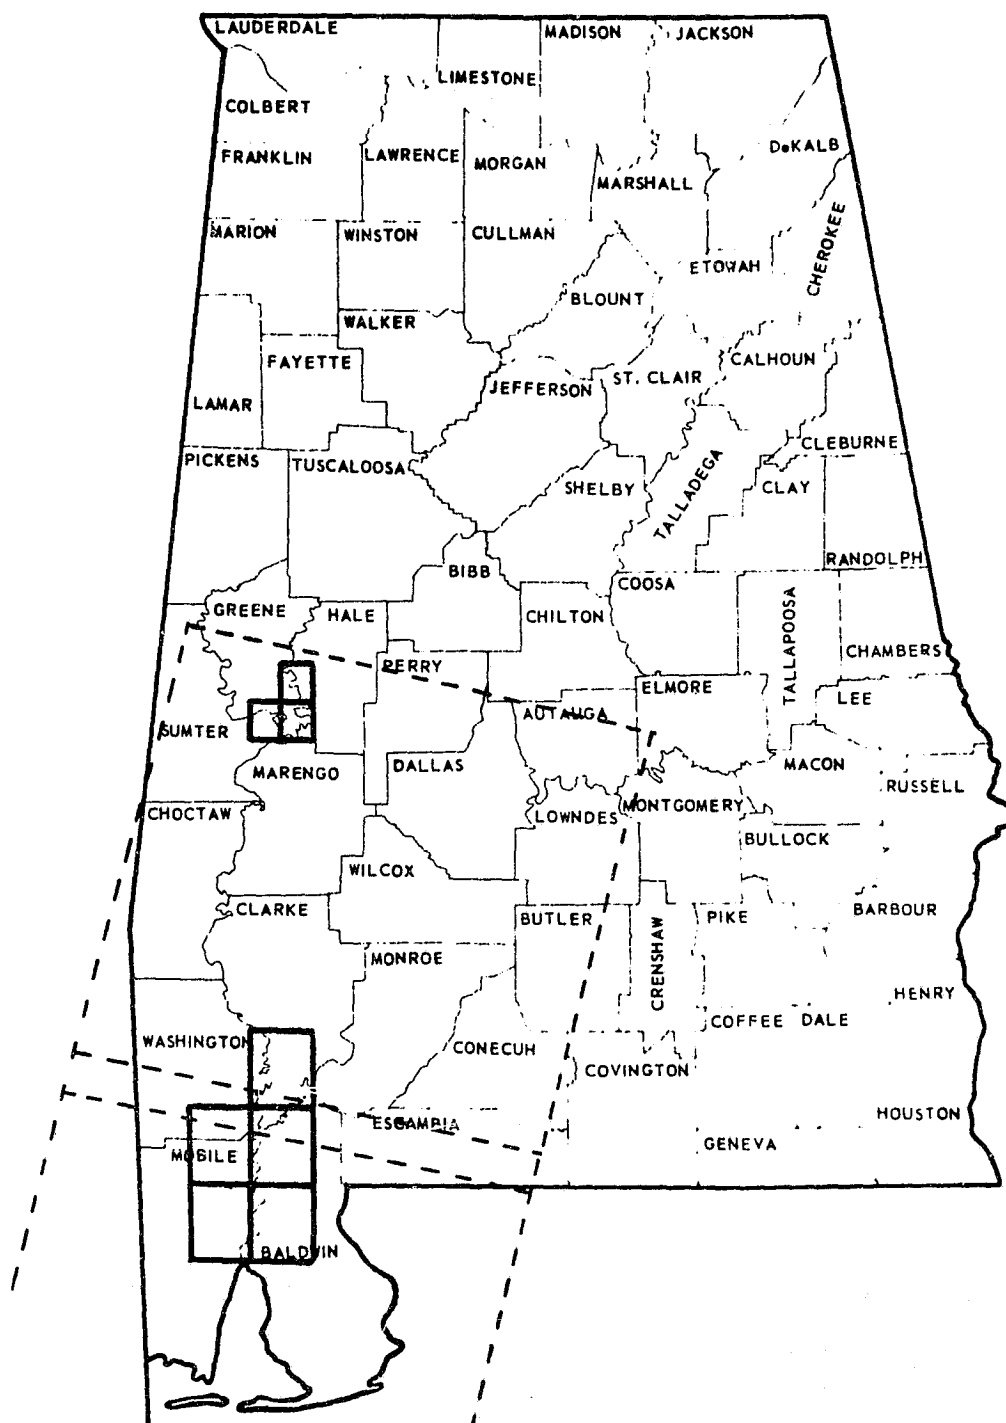 LAUDERDALE
MADISON
JACKSON
LIMESTONE
COLBERT
FRANKLIN
LAWRENCE
MORGAN
DeKALB
MARSHALL
MARION
WINSTON
CULLMAN
CHEROKEE
ETOWAH
BLOUNT
WALKER
FAYETTE
JEFFERSON
ST. CLAIR
CALHOUN
LAMAR
CLEBURNE
PICKENS
TUSCALOOSA
TALLADEGA
SHELBY
CLAY
RANDOLPH
BIBB
COOSA
GREENE
HALE
CHILTON
TALLAPOOSA
CHAMBERS
PERRY
ELMORE
LEE
AUTAUGA
SUMTER
MARENGO
DALLAS
MACON
RUSSELL
CHOCTAW
LOWNDES
MONTGOMERY
BULLOCK
WILCOX
CLARKE
BUTLER
CRENSHAW
PIKE
BARBOUR
MONROE
HENRY
WASHINGTON
CONECUH
COFFEE
DALE
COVINGTON
ESCAMBIA
HOUSTON
MOBILE
GENEVA
BALDWIN